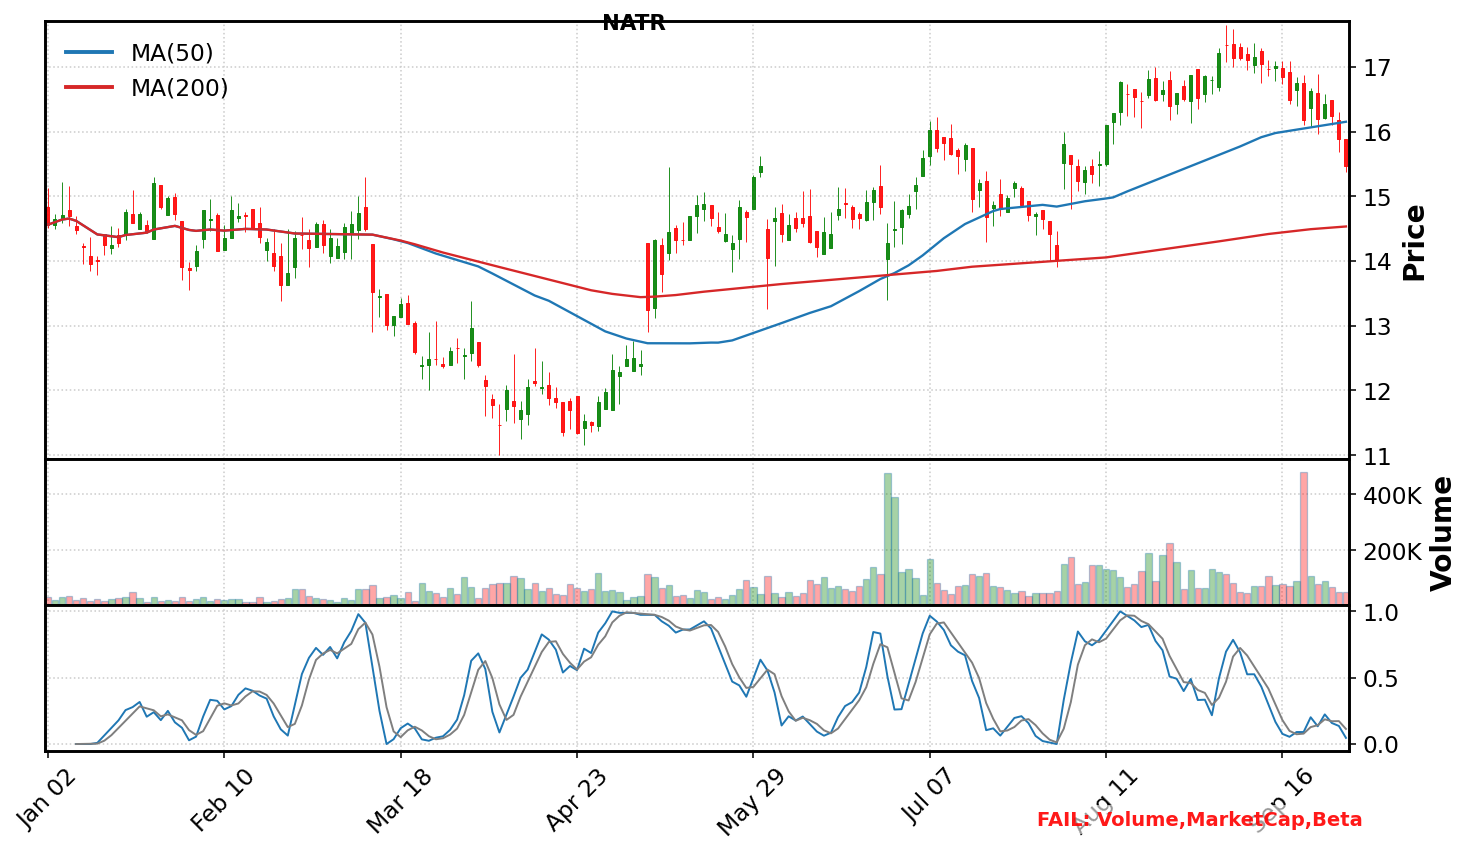 NATR
MA(50)
MA(200)
17
16
15
14
13
12
11
Price
400K
200K
Volume
1.0
0.5
0.0
Jan 02
Feb 10
Mar 18
Apr 23
May 29
Jul 07
Aug 11
Sep 16
FAIL: Volume,MarketCap,Beta